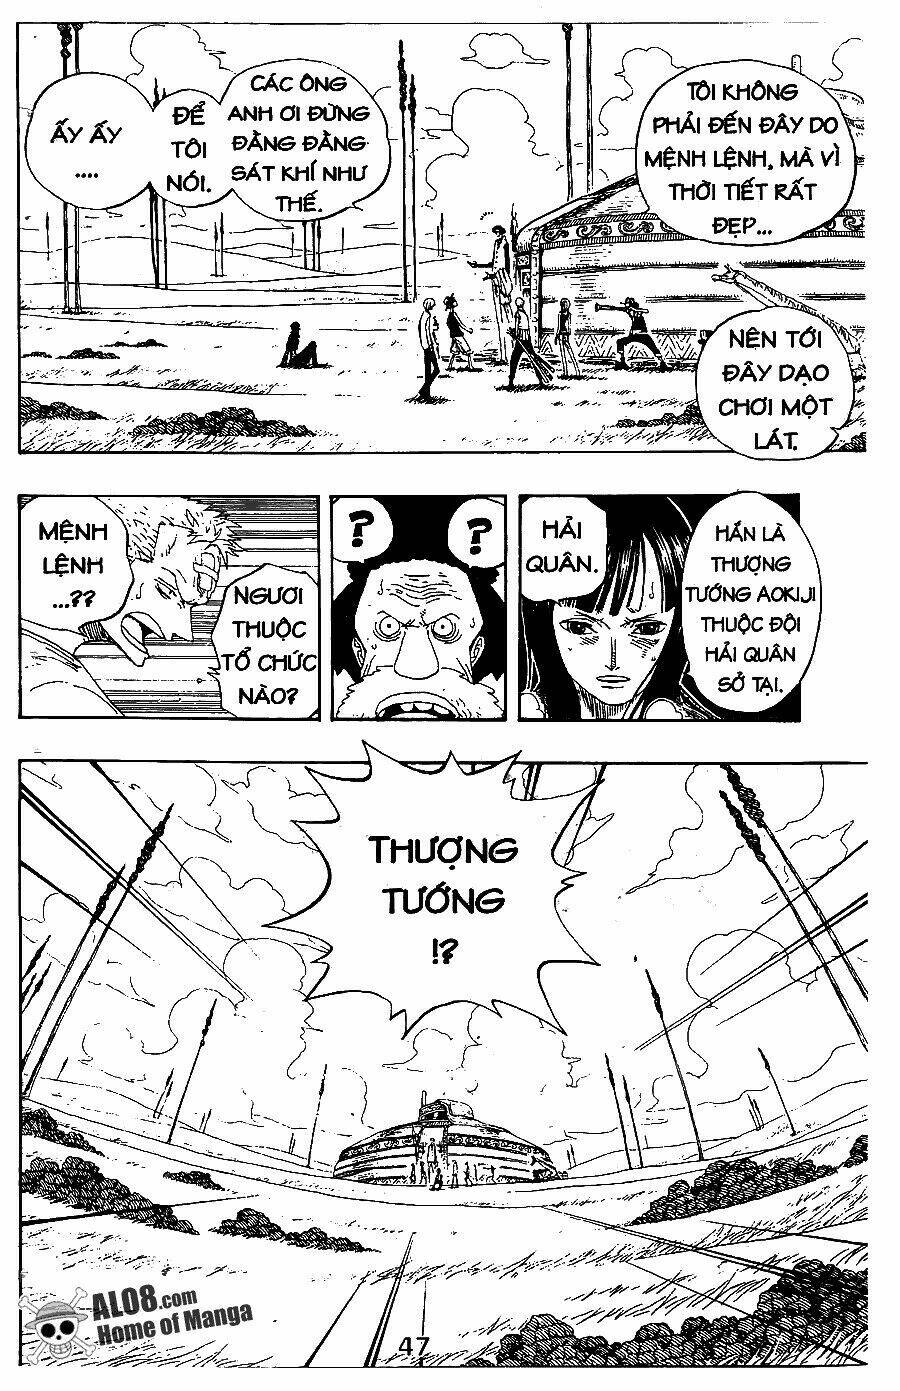 TÔI KHÔNG
PHẢI ĐẾN ĐÂY DO
MỆNH LỆNH, MÀ VÌ
THỜI TIẾT RẤT
ĐẸP...
NÊN TỚI
ĐÂY DẠO
CHƠI MỘT
LÁT.
CÁC ÔNG
ANH ƠI ĐỪNG
ĐẰNG ĐẰNG
SÁT KHÍ NHƯ
THẾ.
ĐỂ
TÔI
NÓI.
ẤY ẤY
....
HẮN LÀ
THƯỢNG
TƯỚNG AOKIJI
THUỘC ĐỘI
HẢI QUÂN
SỞ TẠI.
HẢI
QUÂN.
?
?
NGƯƠI
THUỘC
TỔ CHỨC
NÀO?
MỆNH
LỆNH
...??
THƯỢNG
TƯỚNG
!?
AL08.com
Home of Manga
47